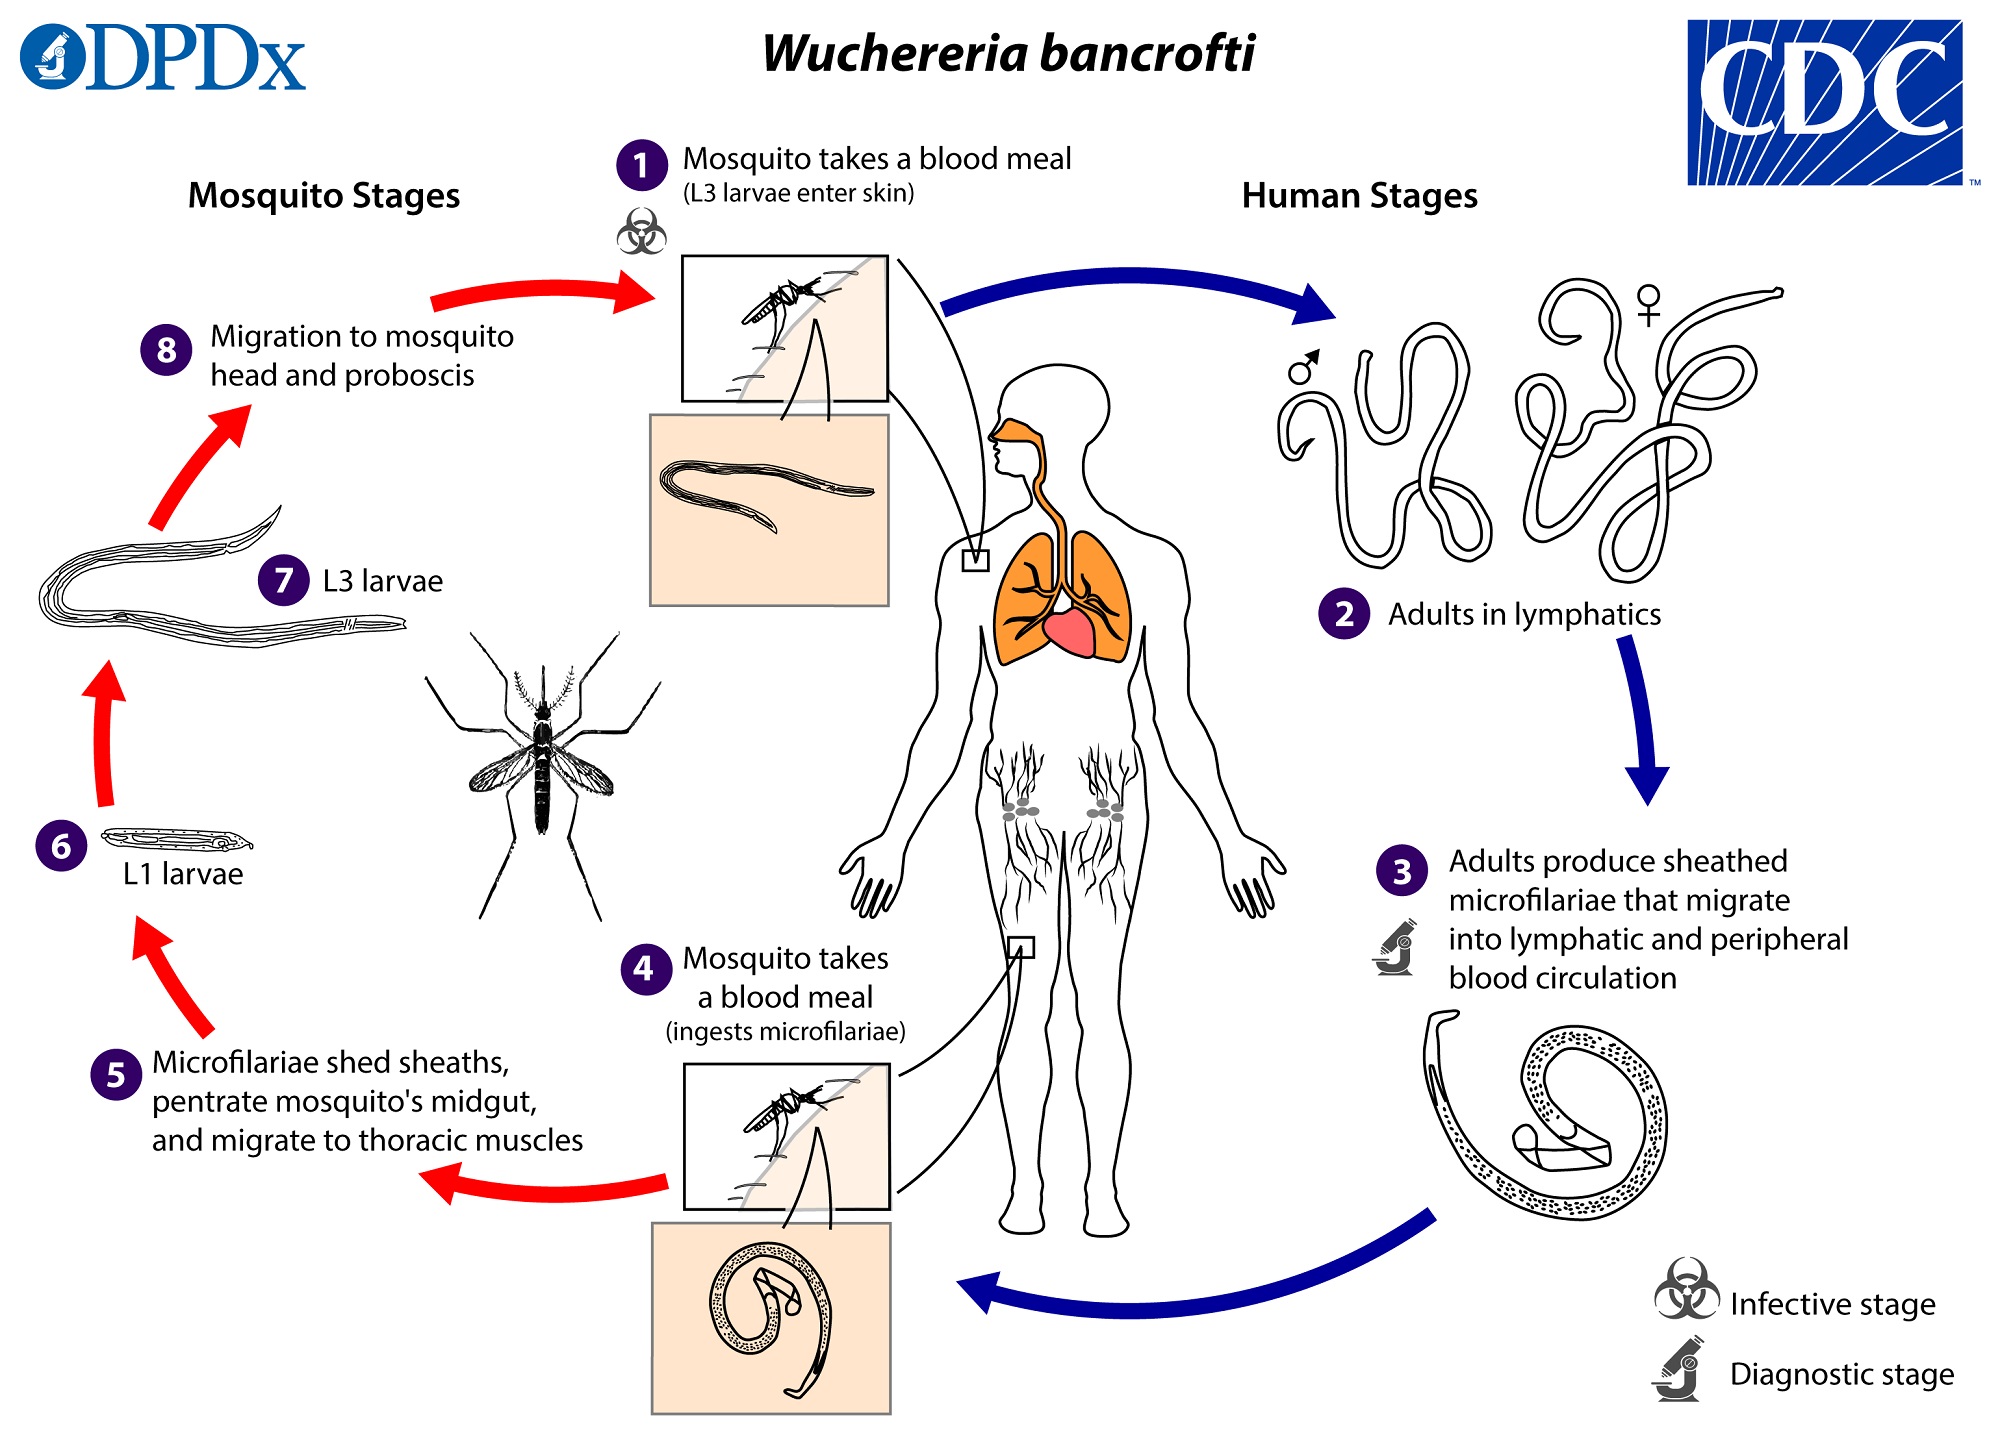 DPDx
Wuchereria bancrofti
CDC
TM
Mosquito Stages
Human Stages
1
Mosquito takes a blood meal
(L3 larvae enter skin)
♂
♀
2
Adults in lymphatics
3
Adults produce sheathed
microfilariae that migrate
into lymphatic and peripheral
blood circulation
4
Mosquito takes
a blood meal
(ingests microfilariae)
5
Microfilariae shed sheaths,
pentrate mosquito's midgut,
and migrate to thoracic muscles
6
L1 larvae
7
L3 larvae
8
Migration to mosquito
head and proboscis
Infective stage
Diagnostic stage